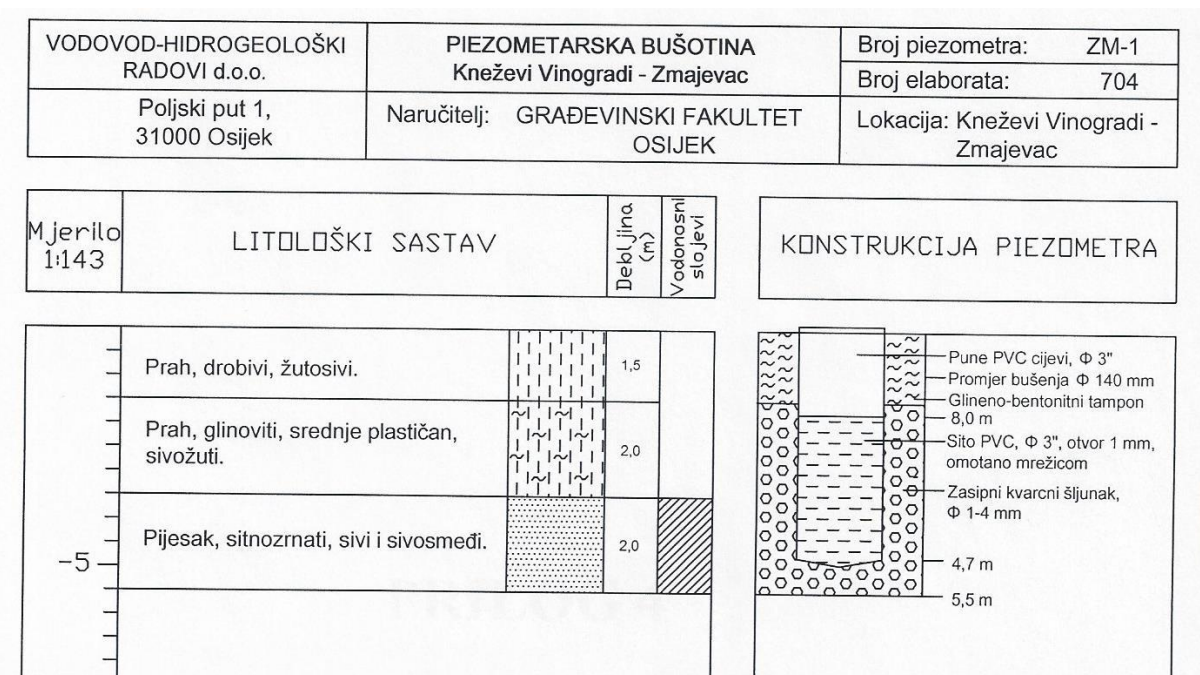 VODOVOD-HIDROGEOLOŠKI
RADOVI d.o.o.
Poljski put 1,
31000 Osijek
PIEZOMETARSKA BUŠOTINA
Kneževi Vinogradi - Zmajevac
Naručitelj: GRAĐEVINSKI FAKULTET
OSIJEK
Broj piezometra: ZM-1
Broj elaborata: 704
Lokacija: Kneževi Vinogradi -
Zmajevac
Mjerilo
1:143
LITOLOŠKI SASTAV
Debljina
(m)
Vodonosni
slojevi
KONSTRUKCIJA PIEZOMETRA
Prah, drobivi, žutosivi.
1,5
Prah, glinoviti, srednje plastičan,
sivožuti.
2,0
Pijesak, sitnozrnati, sivi i sivosmeđi.
2,0
-5
Pune PVC cijevi, Φ 3"
Promjer bušenja Φ 140 mm
Glineno-bentonitni tampon
8,0 m
Sito PVC, Φ 3", otvor 1 mm,
omotano mrežicom
Zasipni kvarcni šljunak,
Φ 1-4 mm
4,7 m
5,5 m